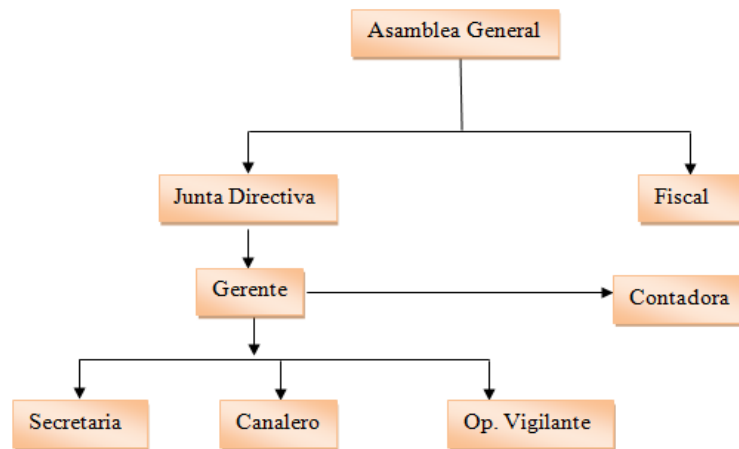 Asamblea General
Junta Directiva
Fiscal
Gerente
Contadora
Secretaria
Canalero
Op. Vigilante